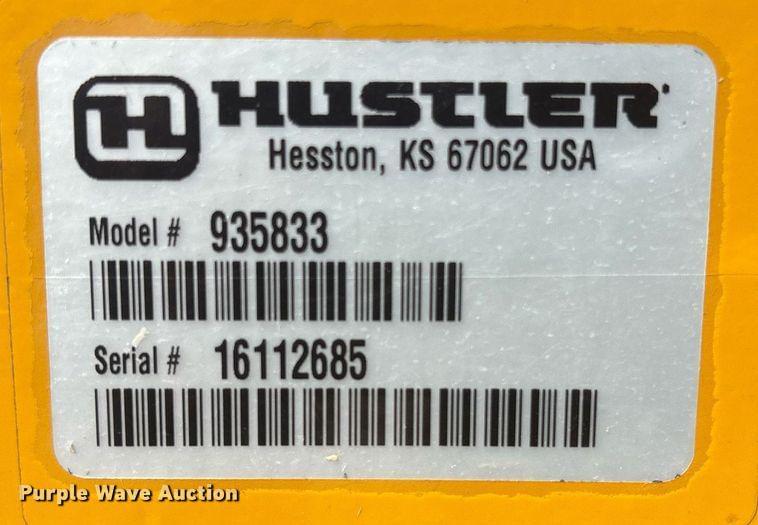 H HUSTLER
Hesston, KS 67062 USA
Model # 935833
Serial # 16112685
Purple Wave Auction